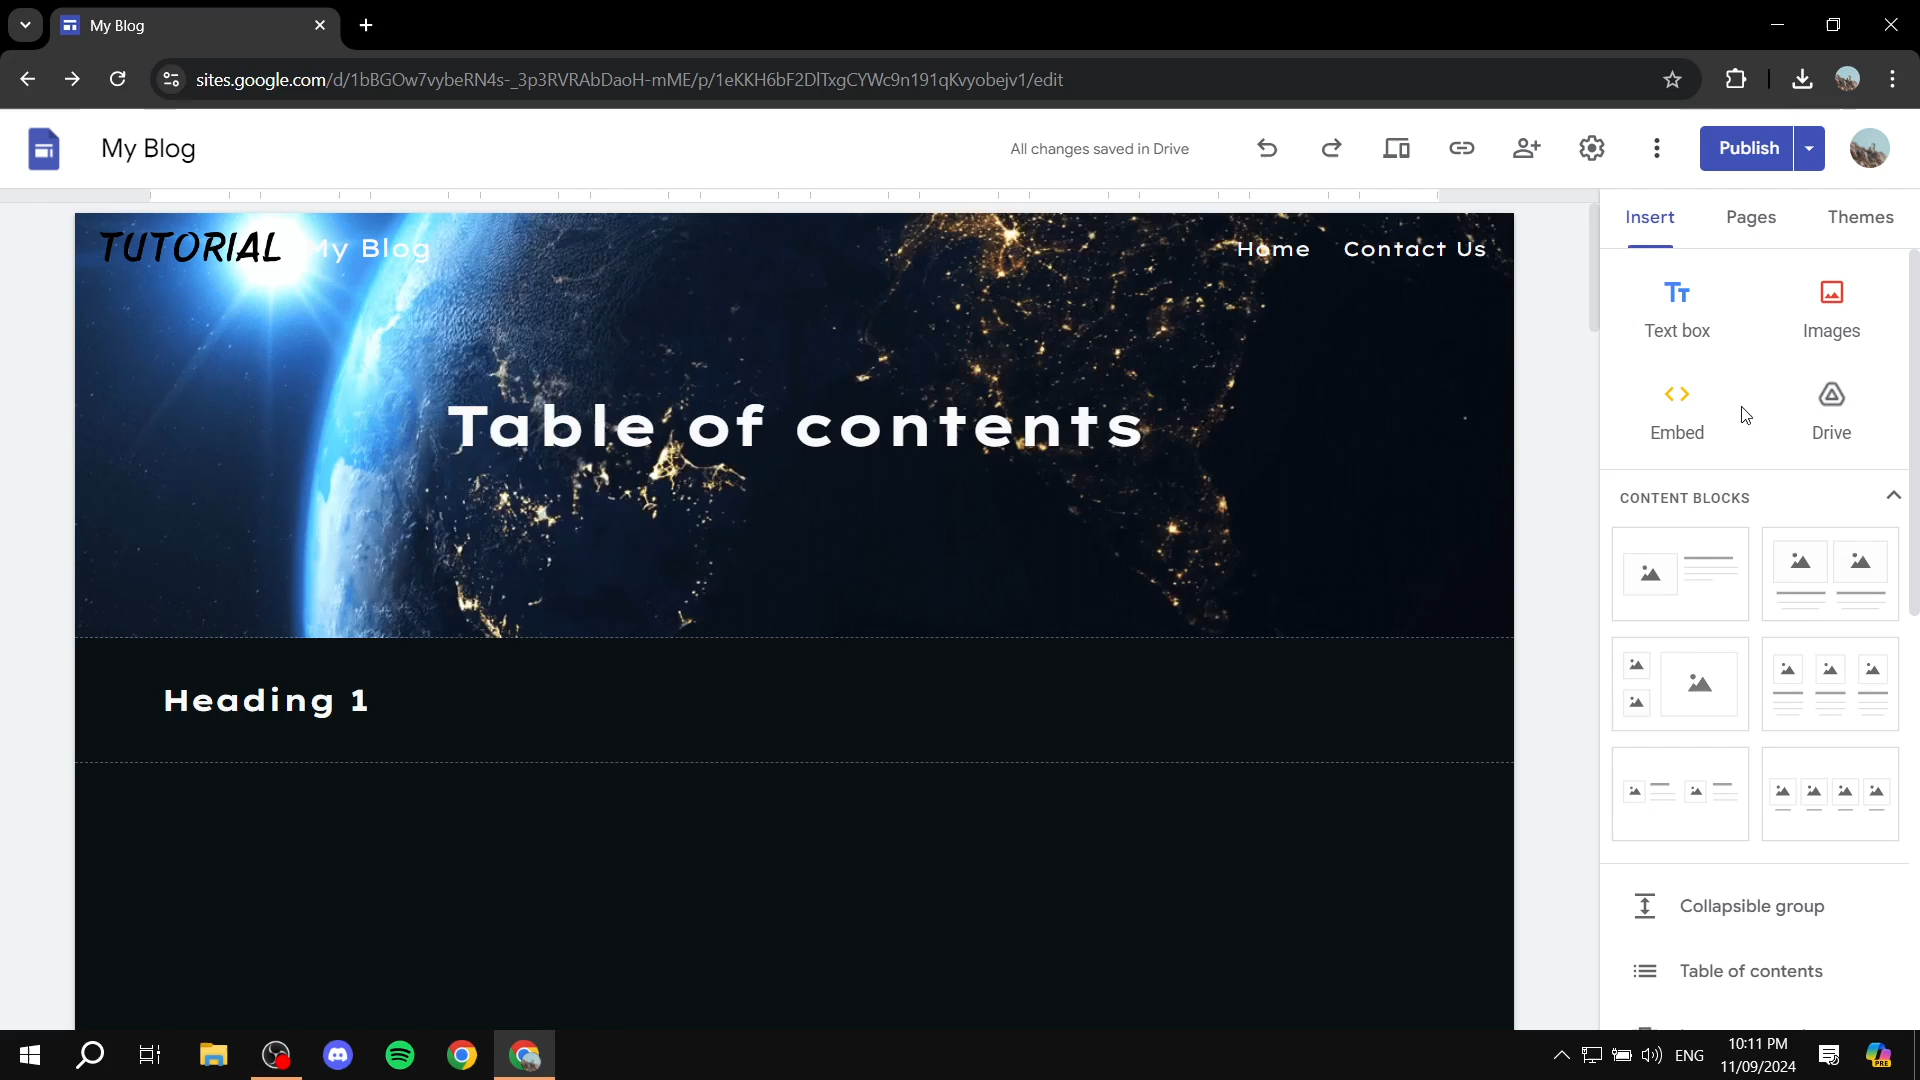 My Blog
sites.google.com/d/1bBGOw7vybeRN4s-_3p3RVRAbDaoH-mME/p/1eKKH6bF2DlTxgCYWc9n191qKvyobejv1/edit
My Blog
All changes saved in Drive
Publish
TUTORIAL My Blog
Home Contact Us
Insert Pages Themes
Text box Images
Embed Drive
Table of contents
CONTENT BLOCKS
Heading 1
Collapsible group
Table of contents
ENG
10:11 PM
11/09/2024
PRE